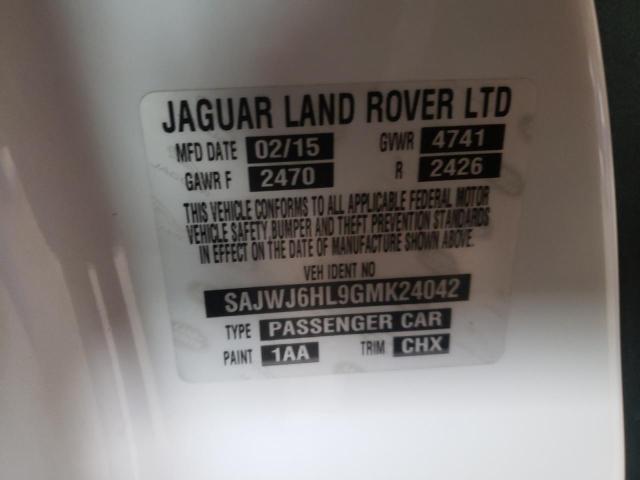 JAGUAR LAND ROVER LTD
MFD DATE 02/15 GVWR 4741
GAWR F 2470 R 2426
THIS VEHICLE CONFORMS TO ALL APPLICABLE FEDERAL MOTOR
VEHICLE SAFETY,BUMPER AND THEFT PREVENTION STANDARDS
IN EFFECT ON THE DATE OF MANUFACTURE SHOWN ABOVE.
VEH IDENT NO
SAJWJ6HL9GMK24042
TYPE PASSENGER CAR
PAINT 1AA TRIM CHX